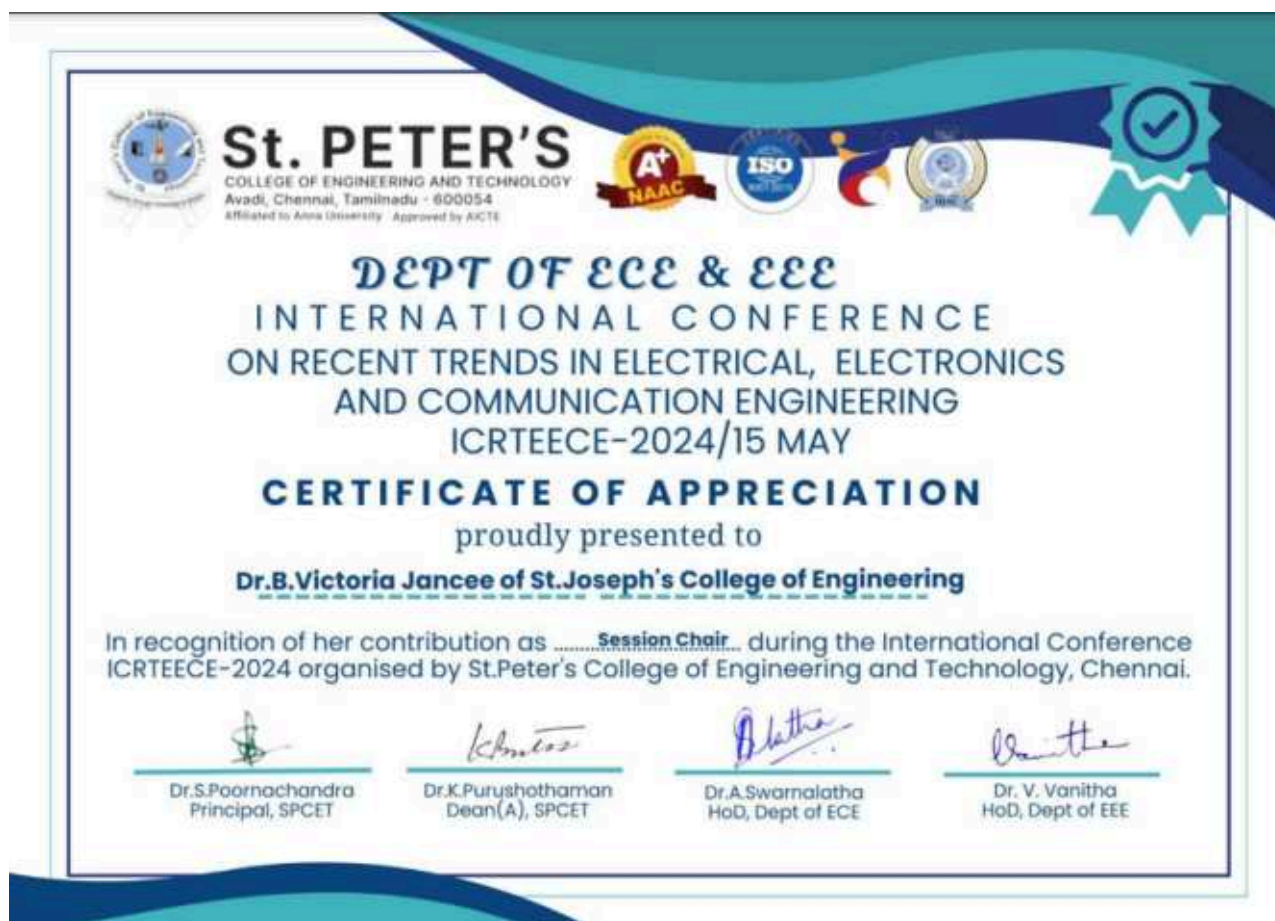 St. PETER'S
COLLEGE OF ENGINEERING AND TECHNOLOGY
Avadi, Chennai, Tamilnadu - 600054
Affiliated to Anna University Approved by AICTE
A+
NAAC
ISO
DEPT OF ECE & EEE
INTERNATIONAL CONFERENCE
ON RECENT TRENDS IN ELECTRICAL, ELECTRONICS
AND COMMUNICATION ENGINEERING
ICRTEECE-2024/15 MAY
CERTIFICATE OF APPRECIATION
proudly presented to
Dr.B.Victoria Jancee of St.Joseph's College of Engineering
In recognition of her contribution as ......... Session Chair ... during the International Conference
ICRTEECE-2024 organised by St.Peter's College of Engineering and Technology, Chennai.
Dr.S.Poornachandra
Principal, SPCET
Dr.K.Purushothaman
Dean(A), SPCET
Dr.A.Swarnalatha
HoD, Dept of ECE
Dr. V. Vanitha
HoD, Dept of EEE